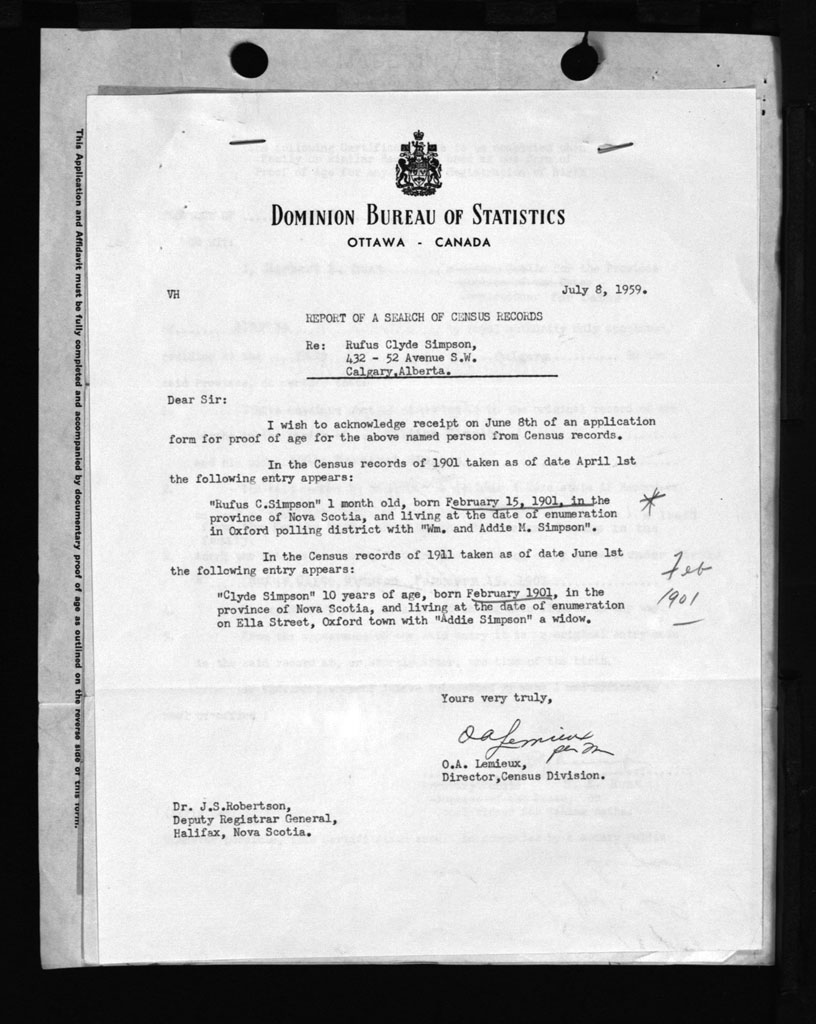 This Application and Affidavit must be fully completed and accompanied by documentary proof of age as outlined on the reverse side of this form.
DOMINION BUREAU OF STATISTICS
OTTAWA - CANADA
VH
July 8, 1959.
REPORT OF A SEARCH OF CENSUS RECORDS
Re: Rufus Clyde Simpson,
432 - 52 Avenue S.W.
Calgary,Alberta.
Dear Sir:
I wish to acknowledge receipt on June 8th of an application
form for proof of age for the above named person from Census records.
In the Census records of 1901 taken as of date April 1st
the following entry appears:
"Rufus C.Simpson" 1 month old, born February 15, 1901, in the
province of Nova Scotia, and living at the date of enumeration
in Oxford polling district with "Wm. and Addie M. Simpson".
In the Census records of 1911 taken as of date June 1st
the following entry appears:
"Clyde Simpson" 10 years of age, born February 1901, in the
province of Nova Scotia, and living at the date of enumeration
on Ella Street, Oxford town with "Addie Simpson" a widow.
Feb
1901
Yours very truly,
O A Lemieux
per
O.A. Lemieux,
Director,Census Division.
Dr. J.S.Robertson,
Deputy Registrar General,
Halifax, Nova Scotia.